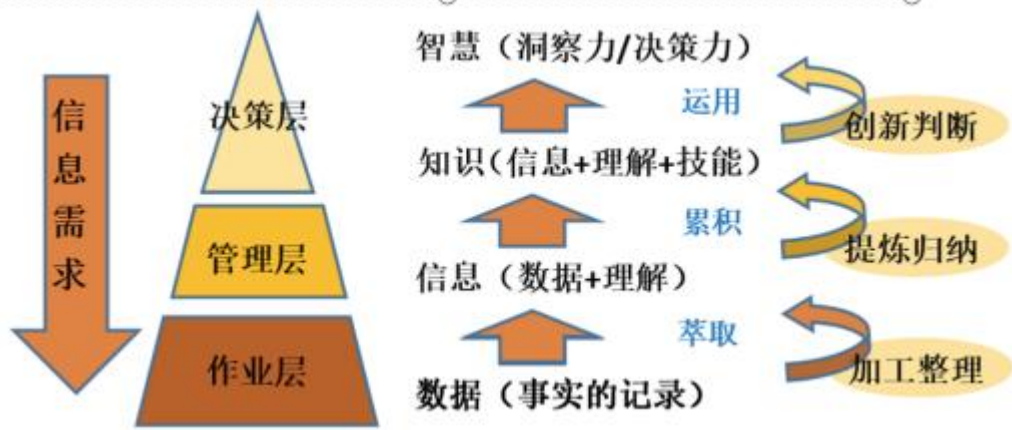 智慧（洞察力/决策力）
运用
创新判断
决策层
信息需求
知识（信息+理解+技能）
累积
提炼归纳
管理层
信息（数据+理解）
萃取
加工整理
作业层
数据（事实的记录）